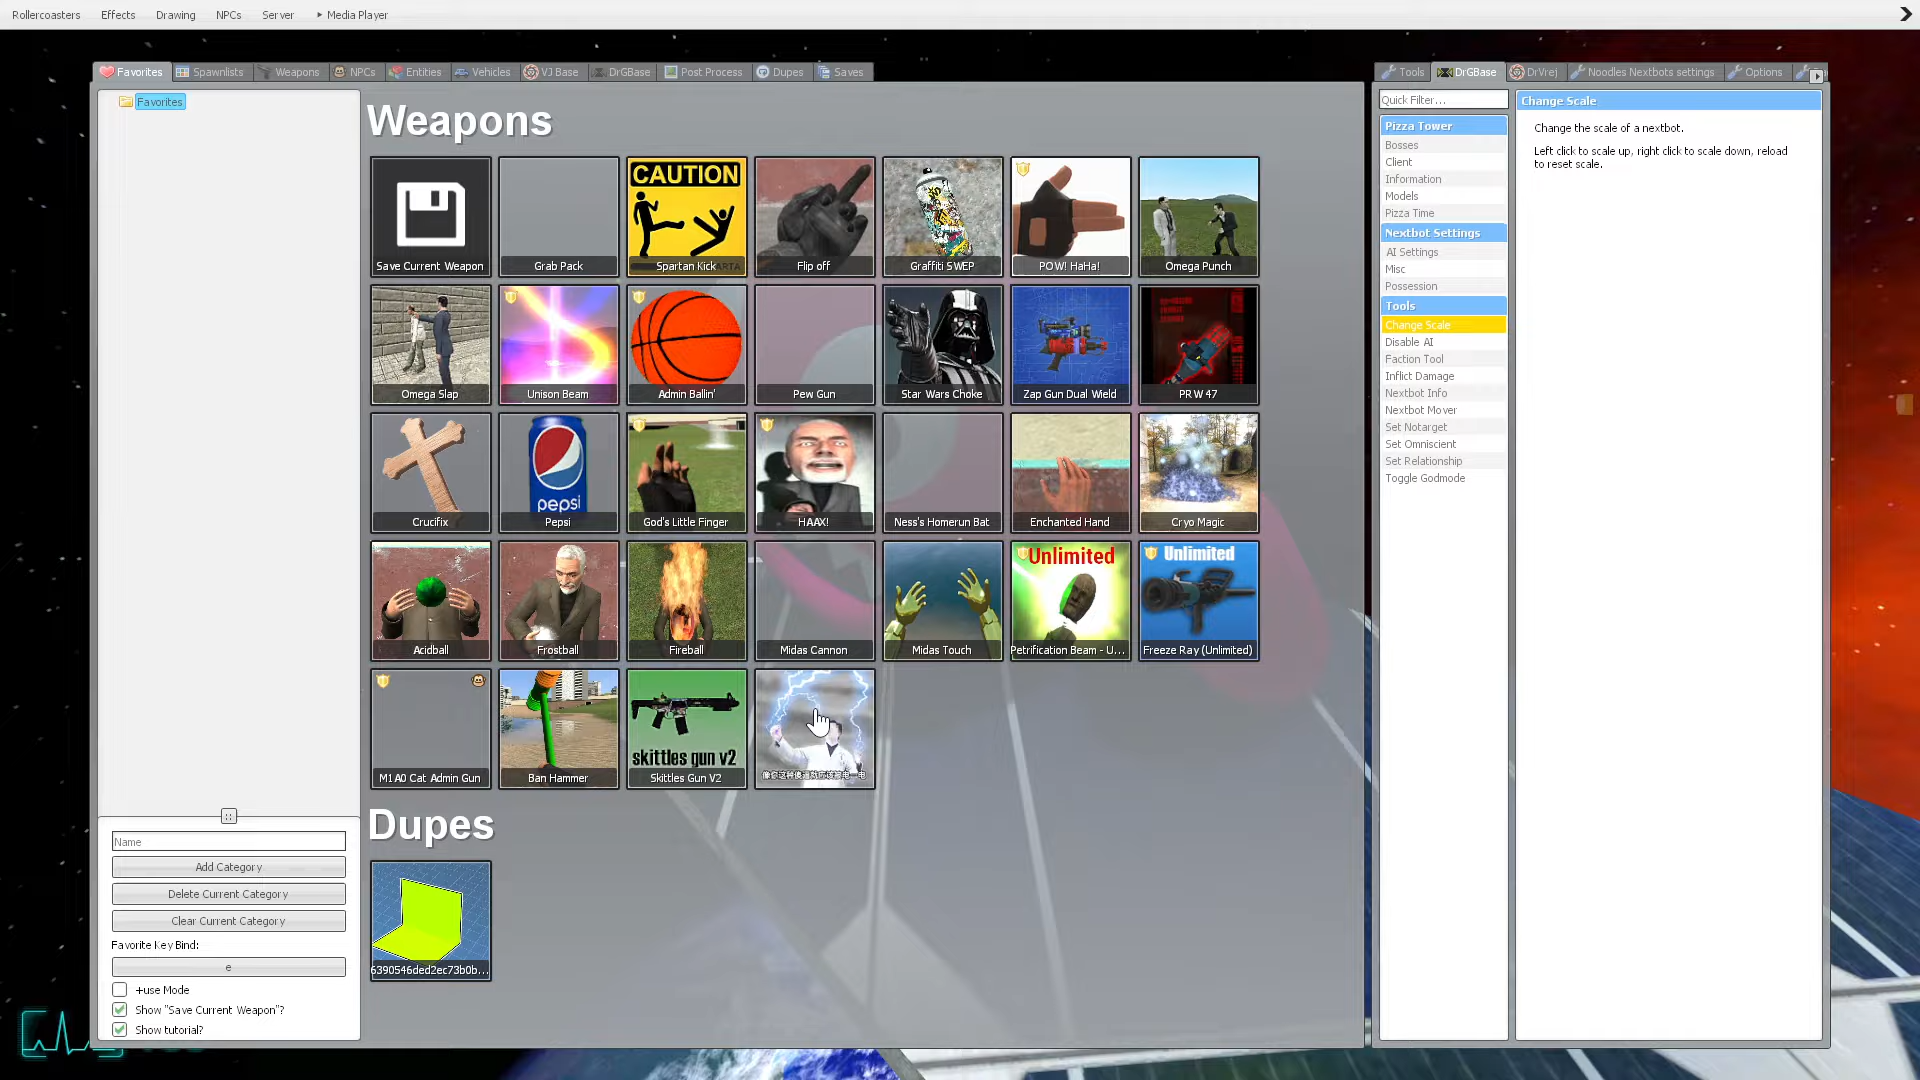 Rollercoasters Effects Drawing NPCs Server Media Player
Favorites Spawnlists Weapons NPCs Entities Vehicles VJ Base DrGBase Post Process Dupes Saves
Favorites
Name
Add Category
Delete Current Category
Clear Current Category
Favorite Key Bind:
e
+use Mode
Show "Save Current Weapon"?
Show tutorial?
Weapons
Save Current Weapon
Grab Pack
CAUTION
Spartan Kick
Flip off
Graffiti SWEP
POW! HaHa!
Omega Punch
Omega Slap
Unison Beam
Admin Ballin'
Pew Gun
Star Wars Choke
Zap Gun Dual Wield
PRW 47
Crucifix
pepsi
Pepsi
God's Little Finger
HAAX!
Ness's Homerun Bat
Enchanted Hand
Cryo Magic
Acidball
Frostball
Fireball
Midas Cannon
Midas Touch
Unlimited
Petrification Beam - U...
Unlimited
Freeze Ray (Unlimited)
M1A0 Cat Admin Gun
Ban Hammer
skittles gun v2
Skittles Gun V2
Dupes
6390546ded2ec73b0b...
Tools DrGBase DrVrej Noodles Nextbots settings Options
Quick Filter...
Pizza Tower
Bosses
Client
Information
Models
Pizza Time
Nextbot Settings
AI Settings
Misc
Possession
Tools
Change Scale
Disable AI
Faction Tool
Inflict Damage
Nextbot Info
Nextbot Mover
Set Notarget
Set Omniscient
Set Relationship
Toggle Godmode
Change Scale
Change the scale of a nextbot.
Left click to scale up, right click to scale down, reload
to reset scale.